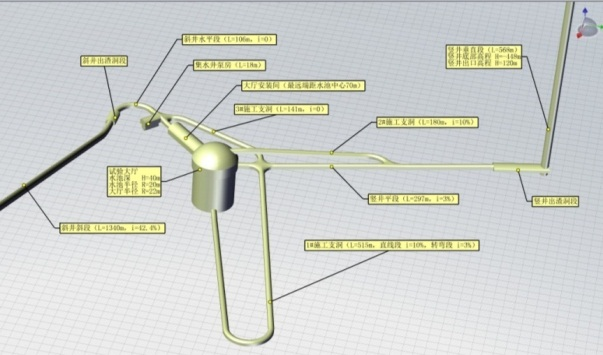 斜井水平段（L=106m, i=0）
斜井出渣洞段
集水井泵房（L=18m）
大厅安装间（最远端距水池中心70m）
3#施工支洞（L=141m, i=0）
2#施工支洞（L=180m, i=10%）
竖井垂直段（L=568m）
竖井底部高程 H=-448m
竖井出口高程 H=120m
试验大厅
水池深 H=40m
水池半径 R=20m
大厅半径 R=22m
竖井平段（L=297m, i=3%）
竖井出渣洞段
斜井斜段（L=1340m, i=42.4%）
1#施工支洞（L=515m, 直线段 i=10%, 转弯段 i=3%）